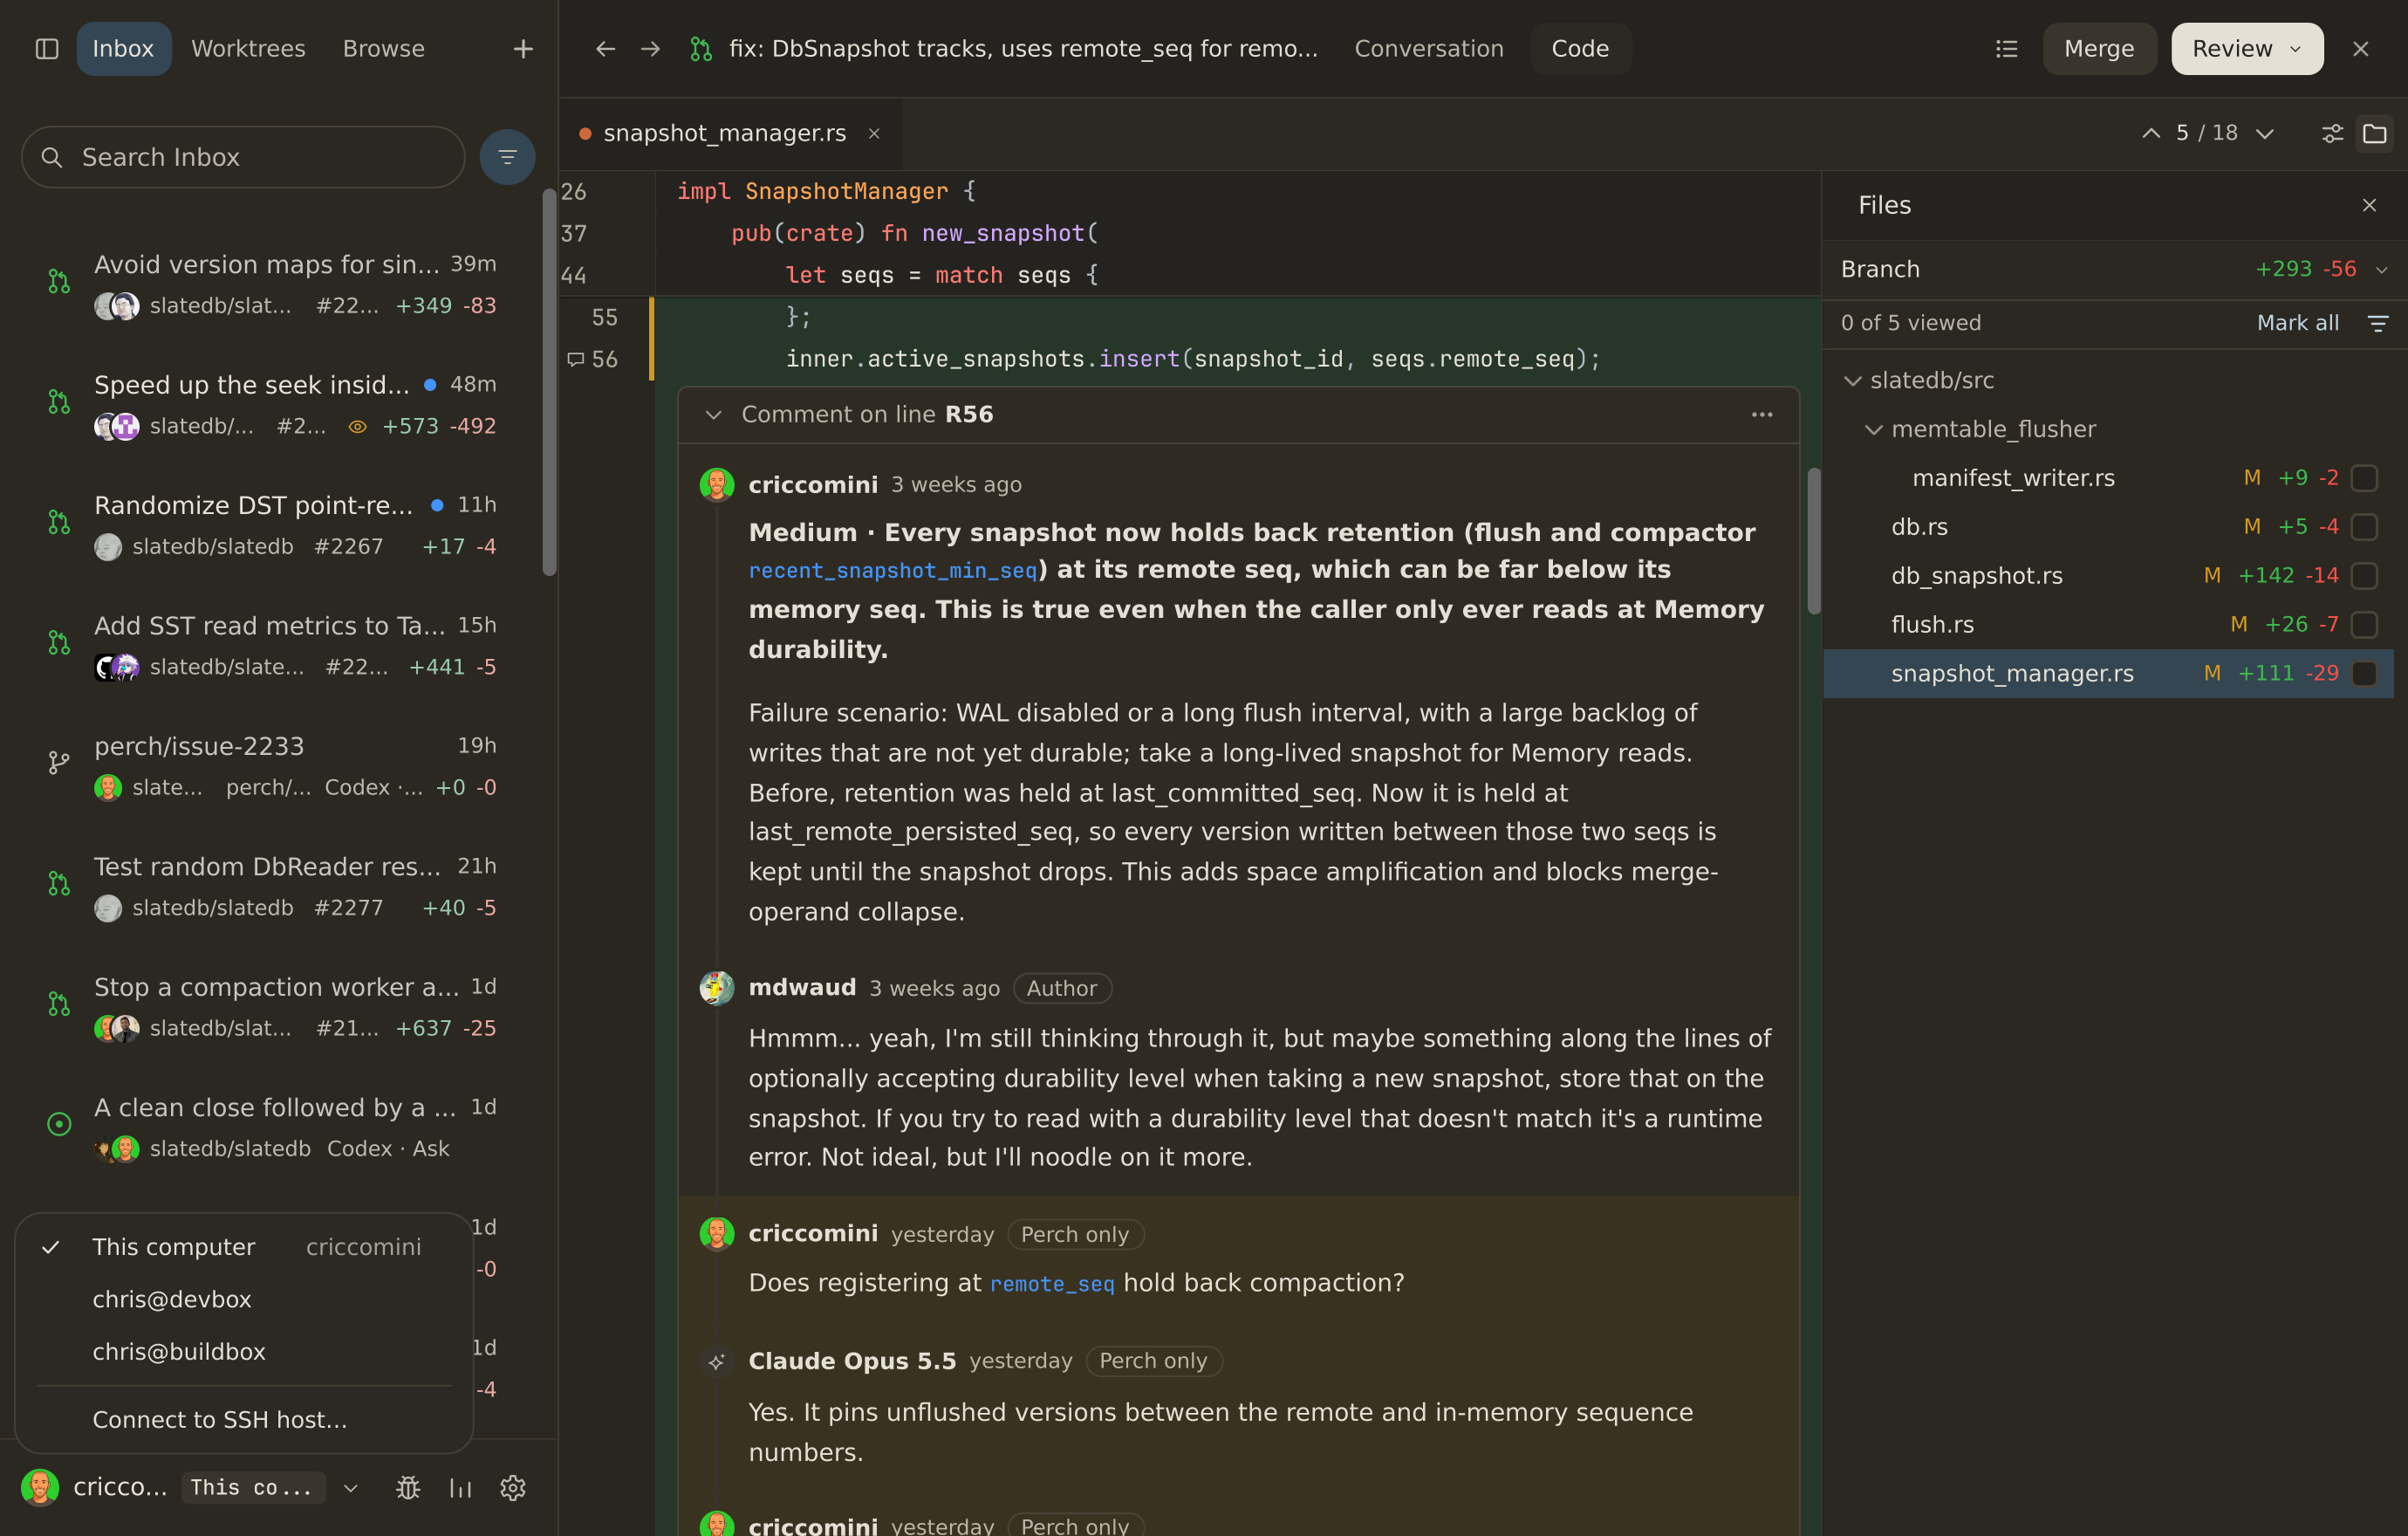 Inbox Worktrees Browse
Search Inbox
Avoid version maps for sin... 39m
slatedb/slat... #22... +349 -83
Speed up the seek insid... 48m
slatedb/... #2... +573 -492
Randomize DST point-re... 11h
slatedb/slatedb #2267 +17 -4
Add SST read metrics to Ta... 15h
slatedb/slate... #22... +441 -5
perch/issue-2233 19h
slate... perch/... Codex ·... +0 -0
Test random DbReader res... 21h
slatedb/slatedb #2277 +40 -5
Stop a compaction worker a... 1d
slatedb/slat... #21... +637 -25
A clean close followed by a ... 1d
slatedb/slatedb Codex · Ask
1d
-0
1d
-4
This computer criccomini
chris@devbox
chris@buildbox
Connect to SSH host...
cricco... This co...
fix: DbSnapshot tracks, uses remote_seq for remo... Conversation Code
Merge Review
snapshot_manager.rs
5 / 18
26 impl SnapshotManager {
37 pub(crate) fn new_snapshot(
44 let seqs = match seqs {
55 };
56 inner.active_snapshots.insert(snapshot_id, seqs.remote_seq);
Comment on line R56
criccomini 3 weeks ago
Medium · Every snapshot now holds back retention (flush and compactor
recent_snapshot_min_seq) at its remote seq, which can be far below its
memory seq. This is true even when the caller only ever reads at Memory
durability.
Failure scenario: WAL disabled or a long flush interval, with a large backlog of
writes that are not yet durable; take a long-lived snapshot for Memory reads.
Before, retention was held at last_committed_seq. Now it is held at
last_remote_persisted_seq, so every version written between those two seqs is
kept until the snapshot drops. This adds space amplification and blocks merge-
operand collapse.
mdwaud 3 weeks ago Author
Hmmm... yeah, I'm still thinking through it, but maybe something along the lines of
optionally accepting durability level when taking a new snapshot, store that on the
snapshot. If you try to read with a durability level that doesn't match it's a runtime
error. Not ideal, but I'll noodle on it more.
criccomini yesterday Perch only
Does registering at remote_seq hold back compaction?
Claude Opus 5.5 yesterday Perch only
Yes. It pins unflushed versions between the remote and in-memory sequence
numbers.
criccomini yesterday Perch only
Files
Branch +293 -56
0 of 5 viewed Mark all
slatedb/src
memtable_flusher
manifest_writer.rs M +9 -2
db.rs M +5 -4
db_snapshot.rs M +142 -14
flush.rs M +26 -7
snapshot_manager.rs M +111 -29